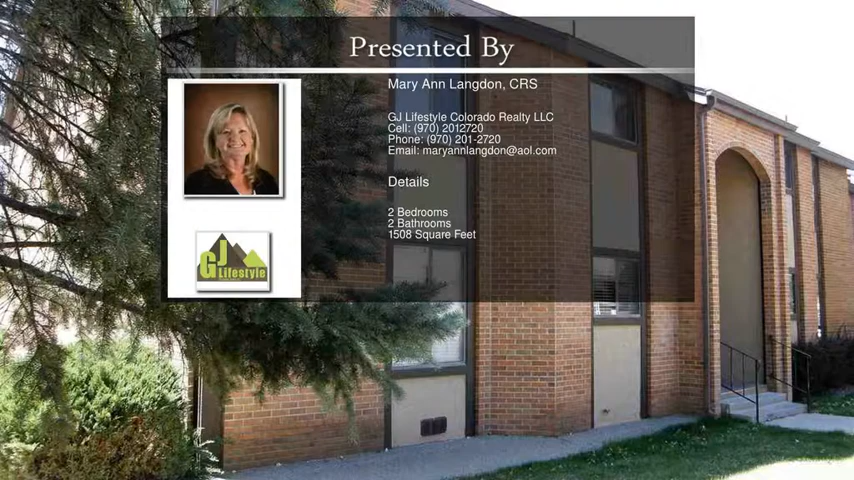 Presented By
Mary Ann Langdon, CRS
GJ Lifestyle Colorado Realty LLC
Cell: (970) 2012720
Phone: (970) 201-2720
Email: maryannlangdon@aol.com
Details
2 Bedrooms
2 Bathrooms
1508 Square Feet
GJ
Lifestyle